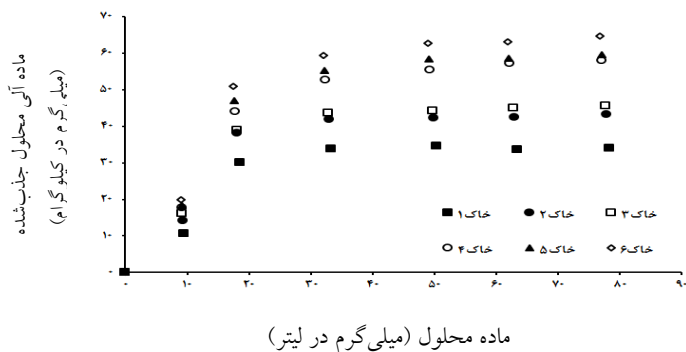 ماده آلی محلول جذب‌شده
(میلی‌گرم در کیلوگرام)
۷۰
۶۰
۵۰
۴۰
۳۰
۲۰
۱۰
۰
خاک۱ خاک۲ خاک۳
خاک۴ خاک۵ خاک۶
۰ ۱۰ ۲۰ ۳۰ ۴۰ ۵۰ ۶۰ ۷۰ ۸۰ ۹۰
ماده محلول (میلی‌گرم در لیتر)